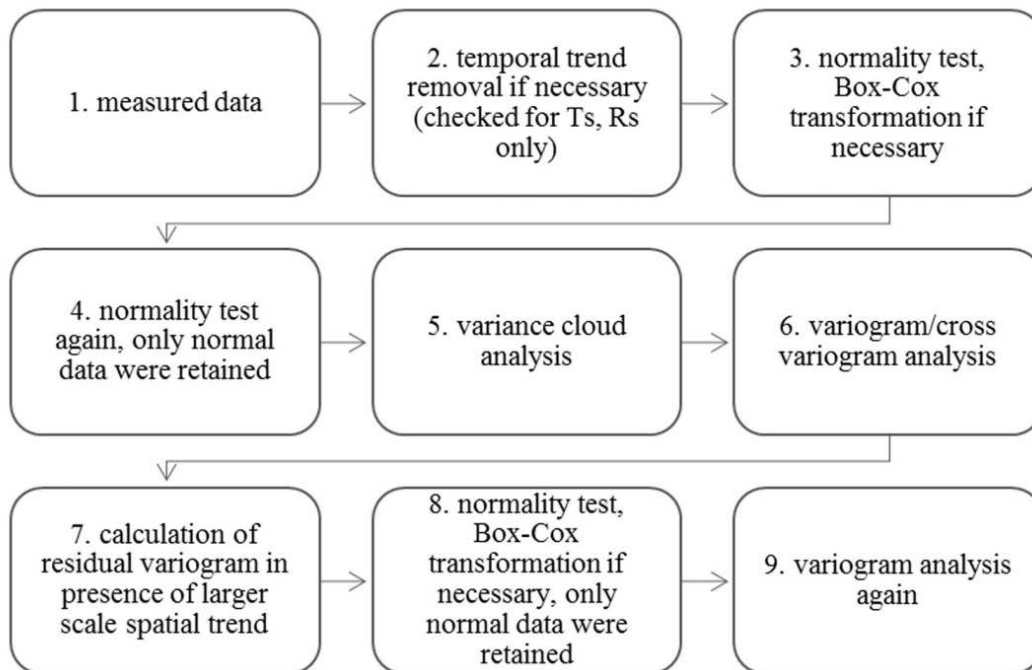 1. measured data
2. temporal trend
removal if necessary
(checked for Ts, Rs
only)
3. normality test,
Box-Cox
transformation if
necessary
4. normality test
again, only normal
data were retained
5. variance cloud
analysis
6. variogram/cross
variogram analysis
7. calculation of
residual variogram in
presence of larger
scale spatial trend
8. normality test,
Box-Cox
transformation if
necessary, only
normal data were
retained
9. variogram analysis
again